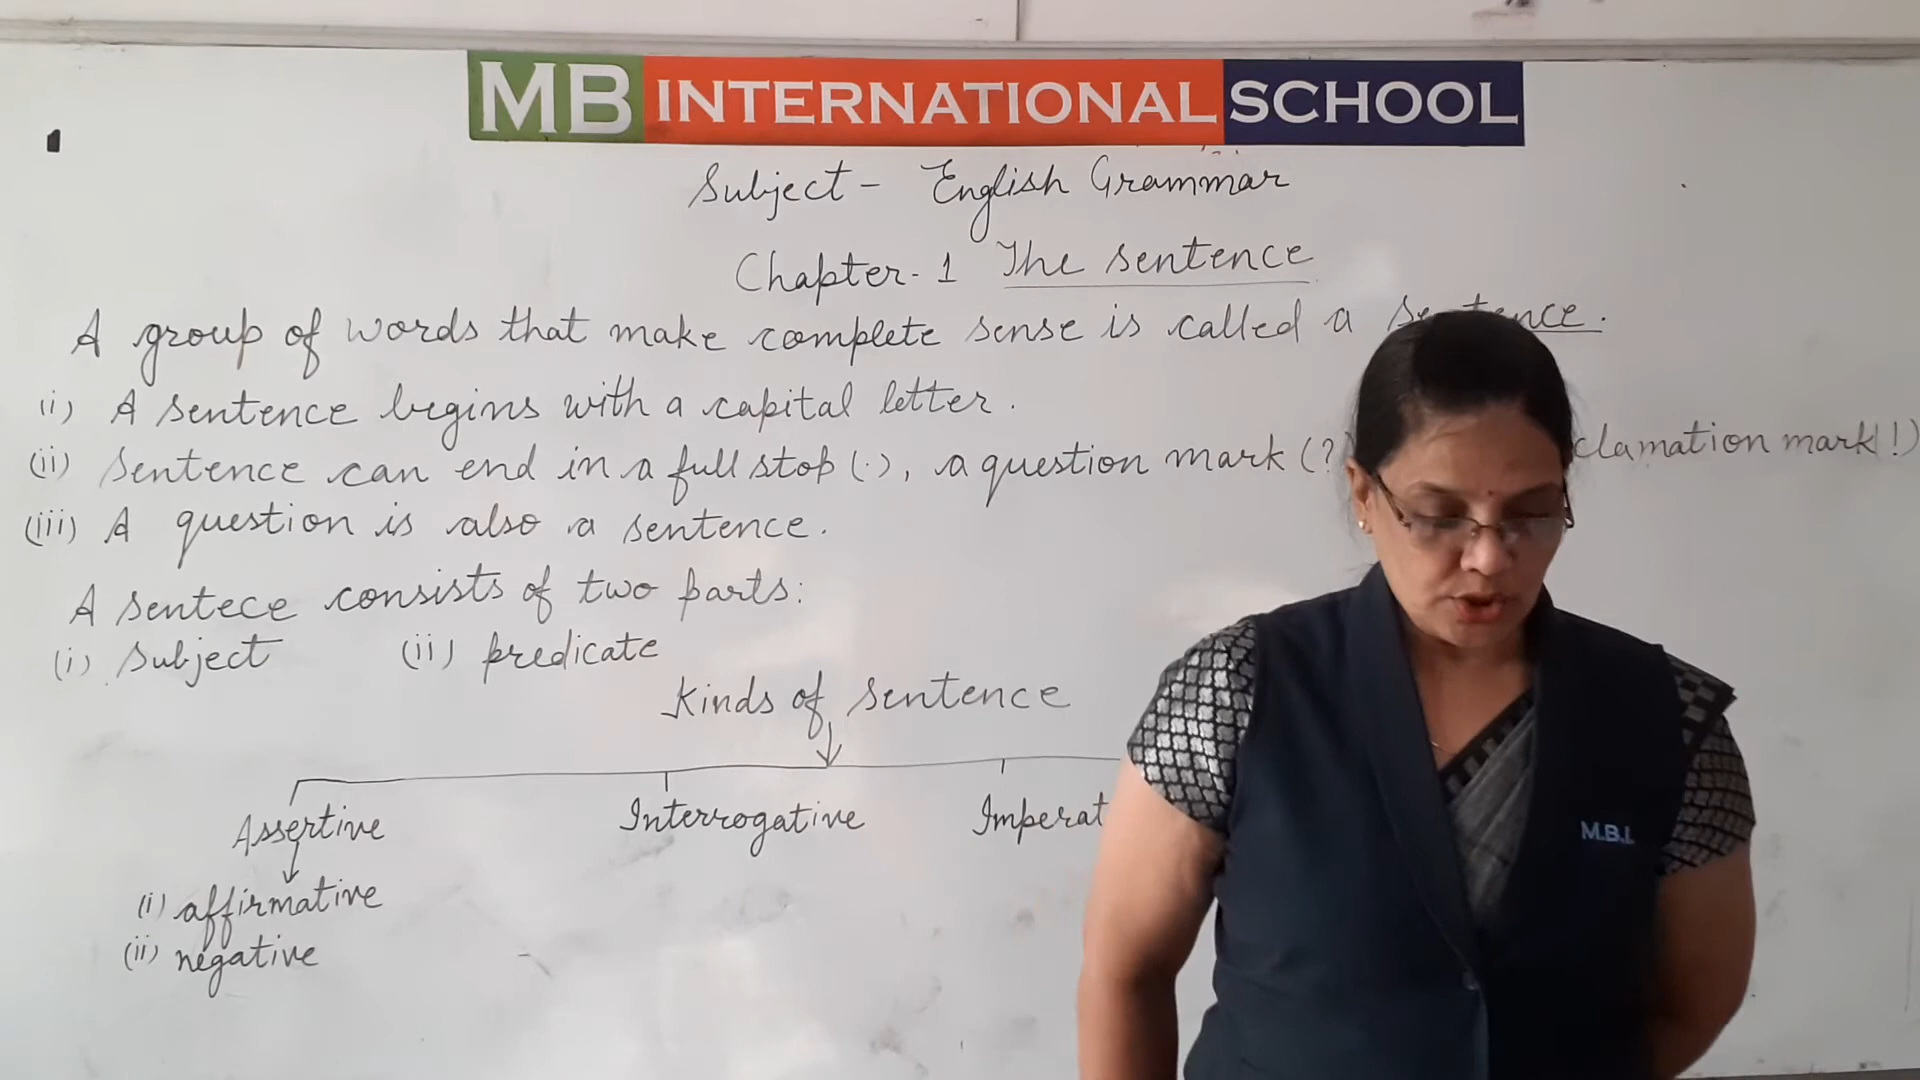 MB INTERNATIONAL SCHOOL
Subject - English Grammar
Chapter-1 The sentence
A group of words that make complete sense is called a sentence.
(i) A sentence begins with a capital letter.
(ii) Sentence can end in a full stop (.), a question mark (?) clamation mark!)
(iii) A question is also a sentence.
A sentece consists of two parts:
(i) Subject (ii) predicate
Kinds of sentence
Assertive Interrogative Imperat
(i) affirmative
(ii) negative
M.B.I.